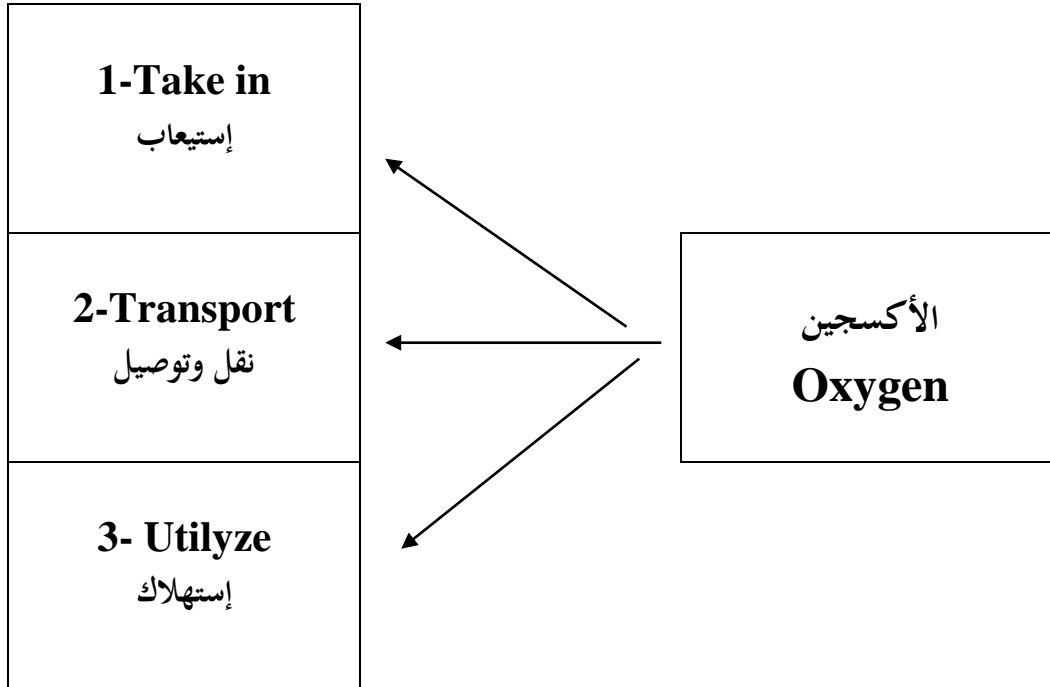 1-Take in
إستيعاب
2-Transport
نقل وتوصيل
3- Utilyze
إستهلاك
الأكسجين
Oxygen